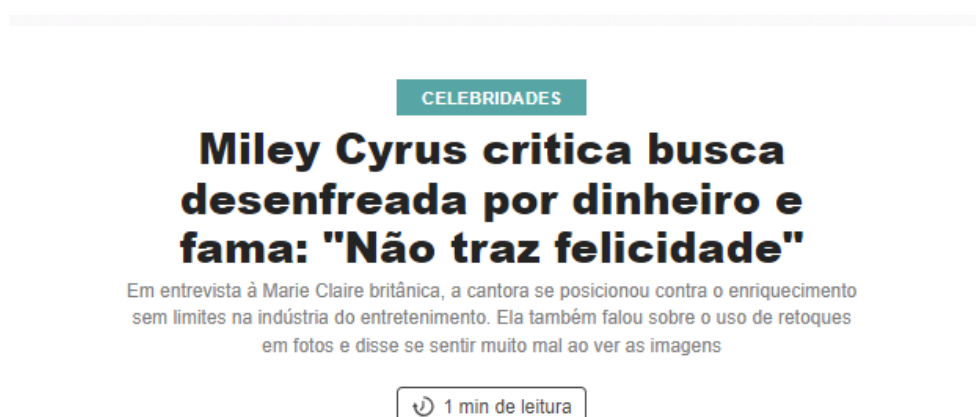 CELEBRIDADES
Miley Cyrus critica busca
desenfreada por dinheiro e
fama: "Não traz felicidade"
Em entrevista à Marie Claire britânica, a cantora se posicionou contra o enriquecimento
sem limites na indústria do entretenimento. Ela também falou sobre o uso de retoques
em fotos e disse se sentir muito mal ao ver as imagens
1 min de leitura